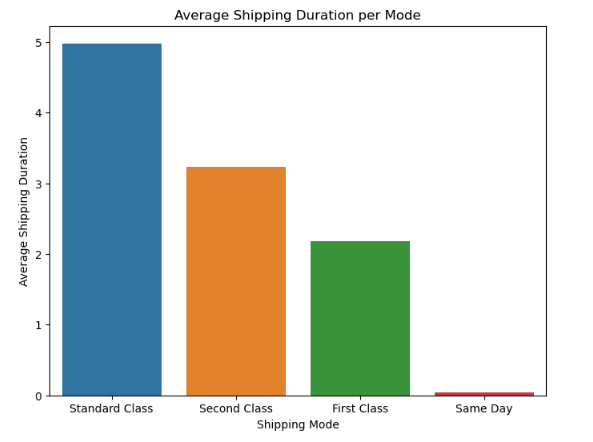 Average Shipping Duration per Mode
Average Shipping Duration
5
4
3
2
1
0
Standard Class
Second Class
First Class
Same Day
Shipping Mode